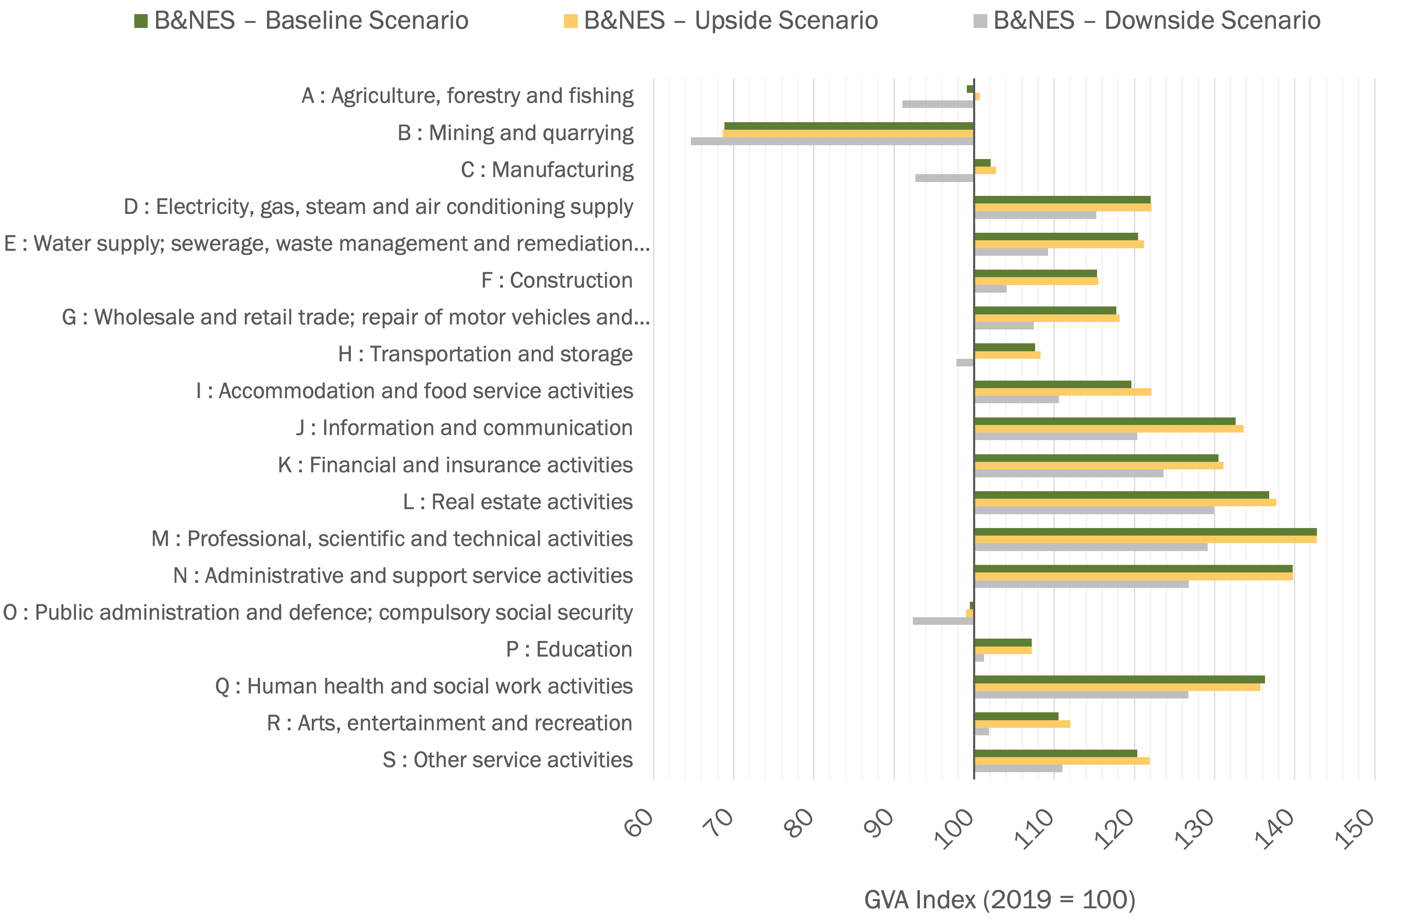 B&NES – Baseline Scenario B&NES – Upside Scenario B&NES – Downside Scenario
A : Agriculture, forestry and fishing
B : Mining and quarrying
C : Manufacturing
D : Electricity, gas, steam and air conditioning supply
E : Water supply; sewerage, waste management and remediation...
F : Construction
G : Wholesale and retail trade; repair of motor vehicles and...
H : Transportation and storage
I : Accommodation and food service activities
J : Information and communication
K : Financial and insurance activities
L : Real estate activities
M : Professional, scientific and technical activities
N : Administrative and support service activities
O : Public administration and defence; compulsory social security
P : Education
Q : Human health and social work activities
R : Arts, entertainment and recreation
S : Other service activities
60 70 80 90 100 110 120 130 140 150
GVA Index (2019 = 100)